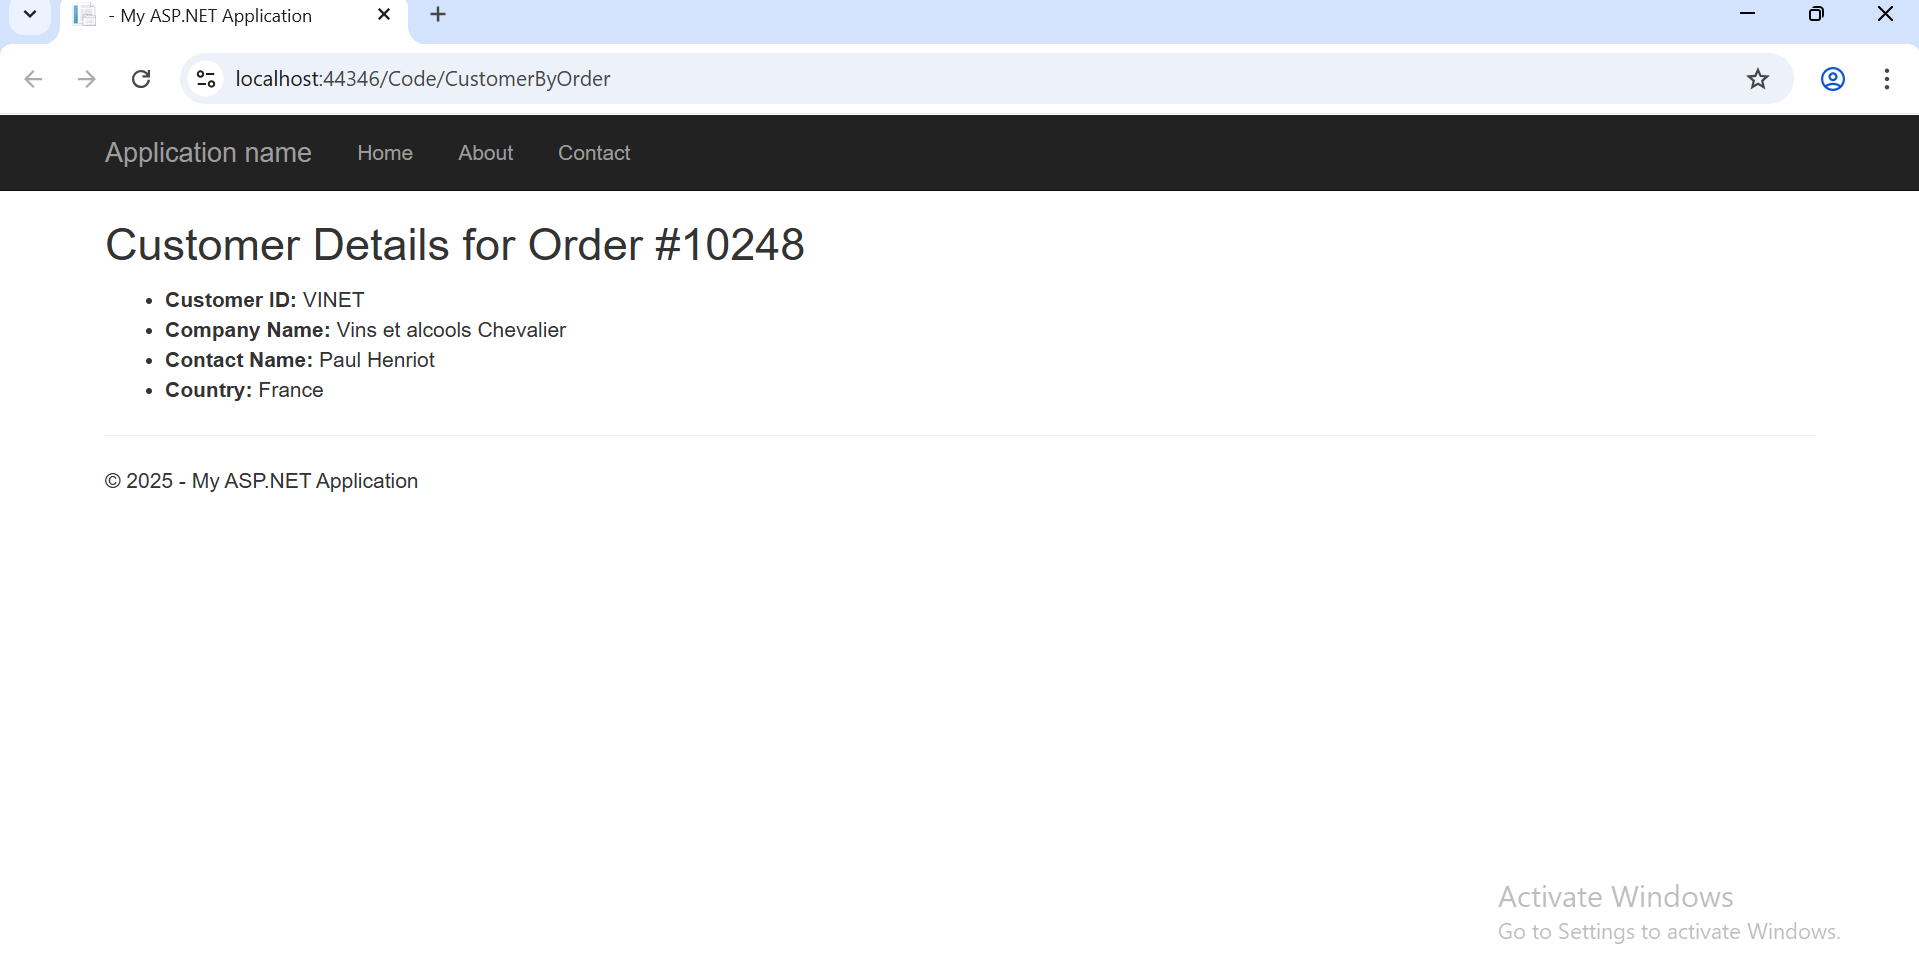 - My ASP.NET Application
localhost:44346/Code/CustomerByOrder
Application name Home About Contact
Customer Details for Order #10248
• Customer ID: VINET
• Company Name: Vins et alcools Chevalier
• Contact Name: Paul Henriot
• Country: France
© 2025 - My ASP.NET Application
Activate Windows
Go to Settings to activate Windows.